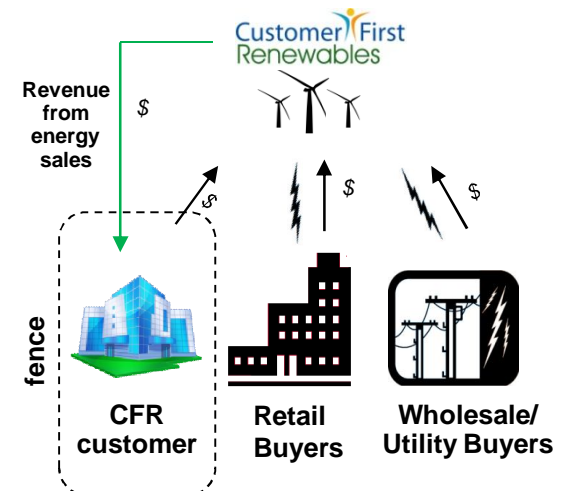 Customer First
Renewables
Revenue
from
energy
sales
$
$
$
$
fence
CFR
customer
Retail
Buyers
Wholesale/
Utility Buyers